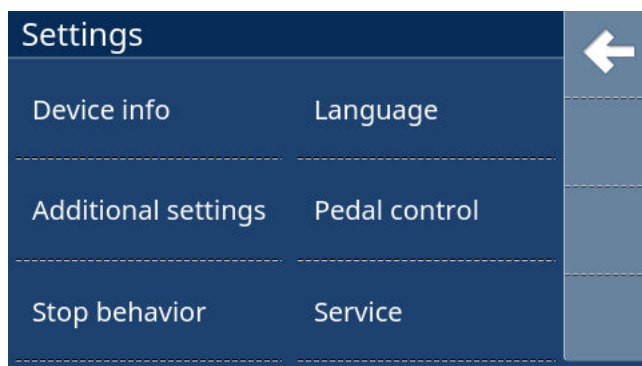 Settings
Device info
Language
Additional settings
Pedal control
Stop behavior
Service